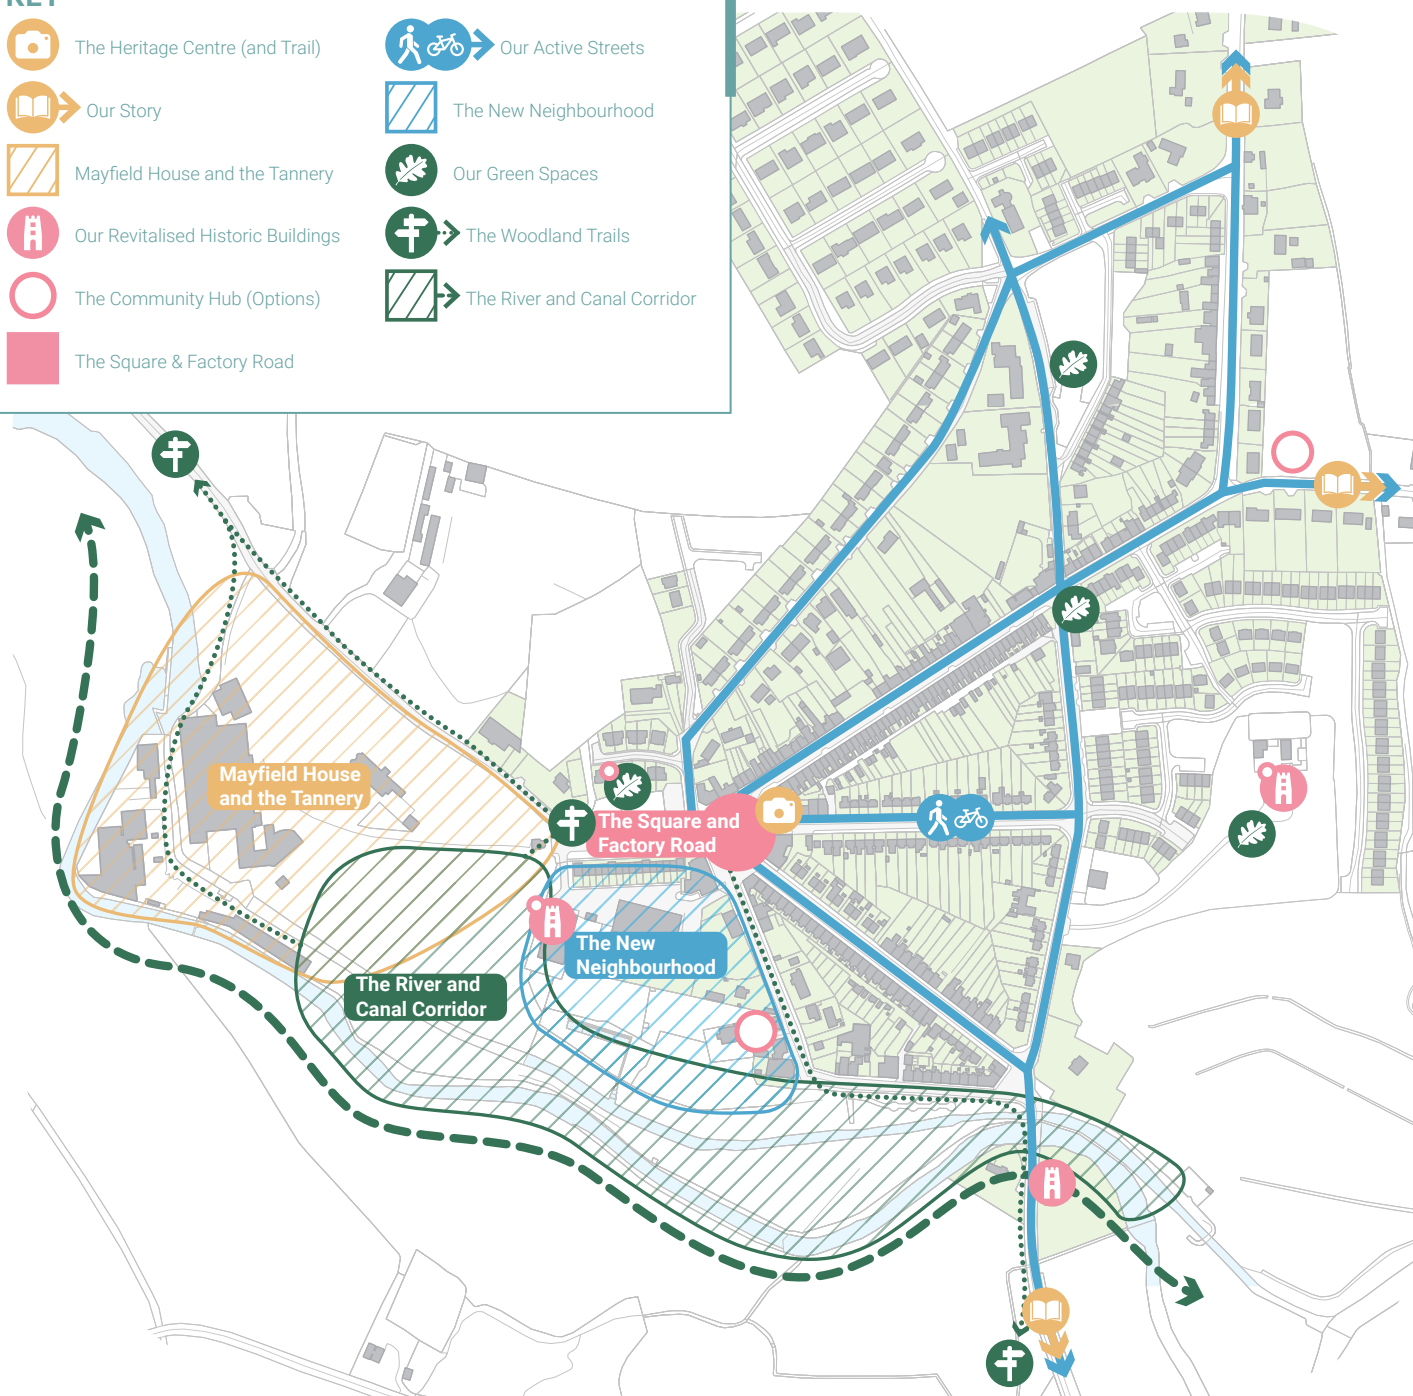 KEY
The Heritage Centre (and Trail)
Our Story
Mayfield House and the Tannery
Our Revitalised Historic Buildings
The Community Hub (Options)
The Square & Factory Road
Our Active Streets
The New Neighbourhood
Our Green Spaces
The Woodland Trails
The River and Canal Corridor
Mayfield House
and the Tannery
The Square and
Factory Road
The New
Neighbourhood
The River and
Canal Corridor